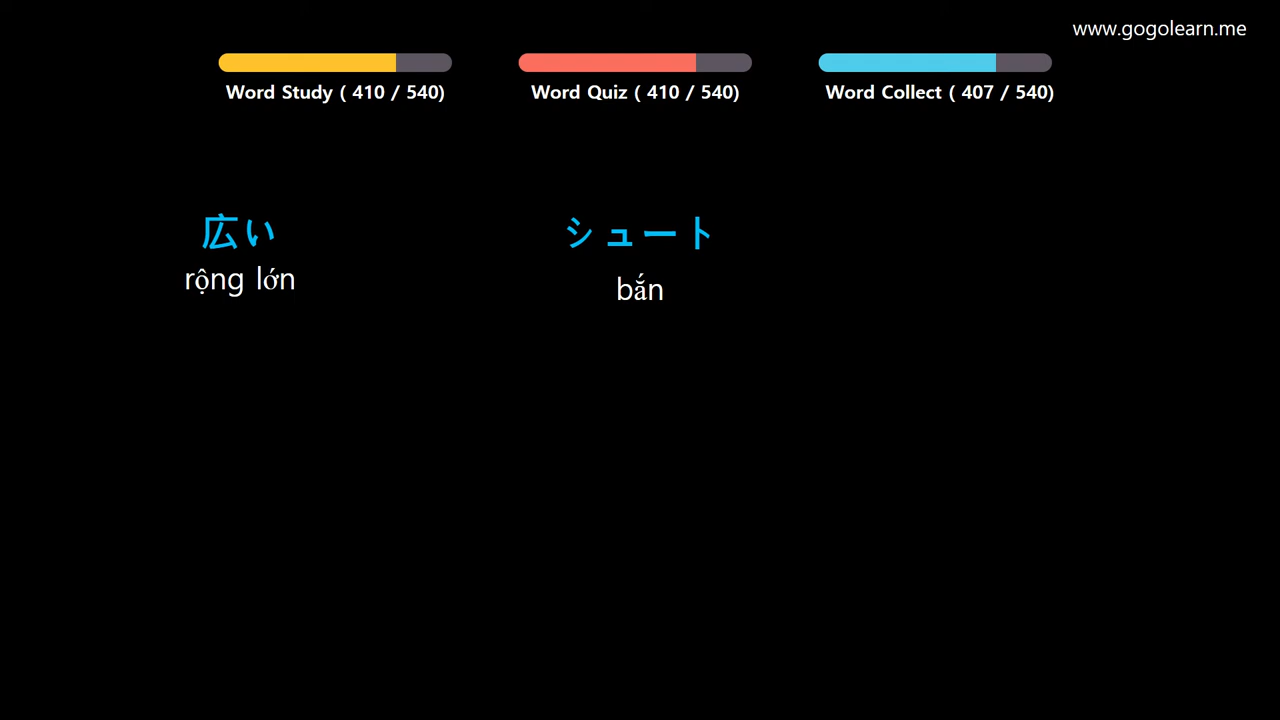 www.gogolearn.me
Word Study ( 410 / 540)
Word Quiz ( 410 / 540)
Word Collect ( 407 / 540)
広い
rộng lớn
シュート
bắn